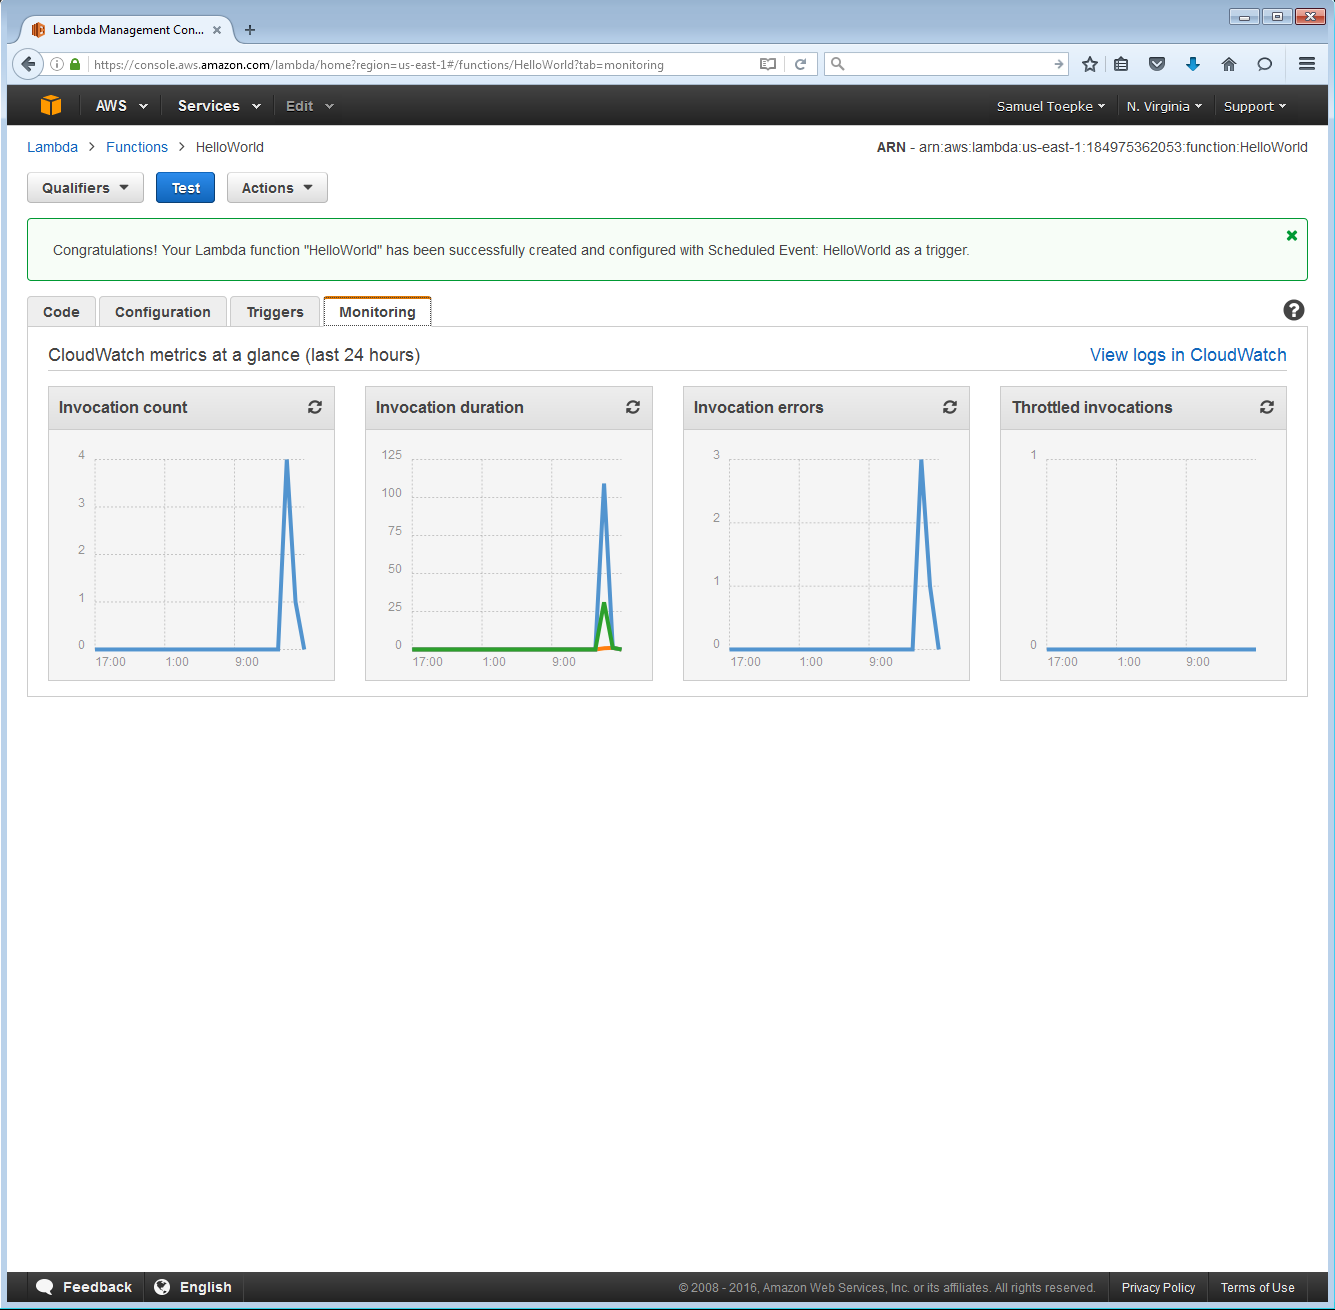 Lambda Management Con...
https://console.aws.amazon.com/lambda/home?region=us-east-1#/functions/HelloWorld?tab=monitoring
AWS Services Edit Samuel Toepke N. Virginia Support
Lambda > Functions > HelloWorld ARN - arn:aws:lambda:us-east-1:184975362053:function:HelloWorld
Qualifiers Test Actions
Congratulations! Your Lambda function "HelloWorld" has been successfully created and configured with Scheduled Event: HelloWorld as a trigger.
Code Configuration Triggers Monitoring
CloudWatch metrics at a glance (last 24 hours) View logs in CloudWatch
Invocation count
4
3
2
1
0
17:00 1:00 9:00
Invocation duration
125
100
75
50
25
0
17:00 1:00 9:00
Invocation errors
3
2
1
0
17:00 1:00 9:00
Throttled invocations
1
0
17:00 1:00 9:00
Feedback English © 2008 - 2016, Amazon Web Services, Inc. or its affiliates. All rights reserved. Privacy Policy Terms of Use